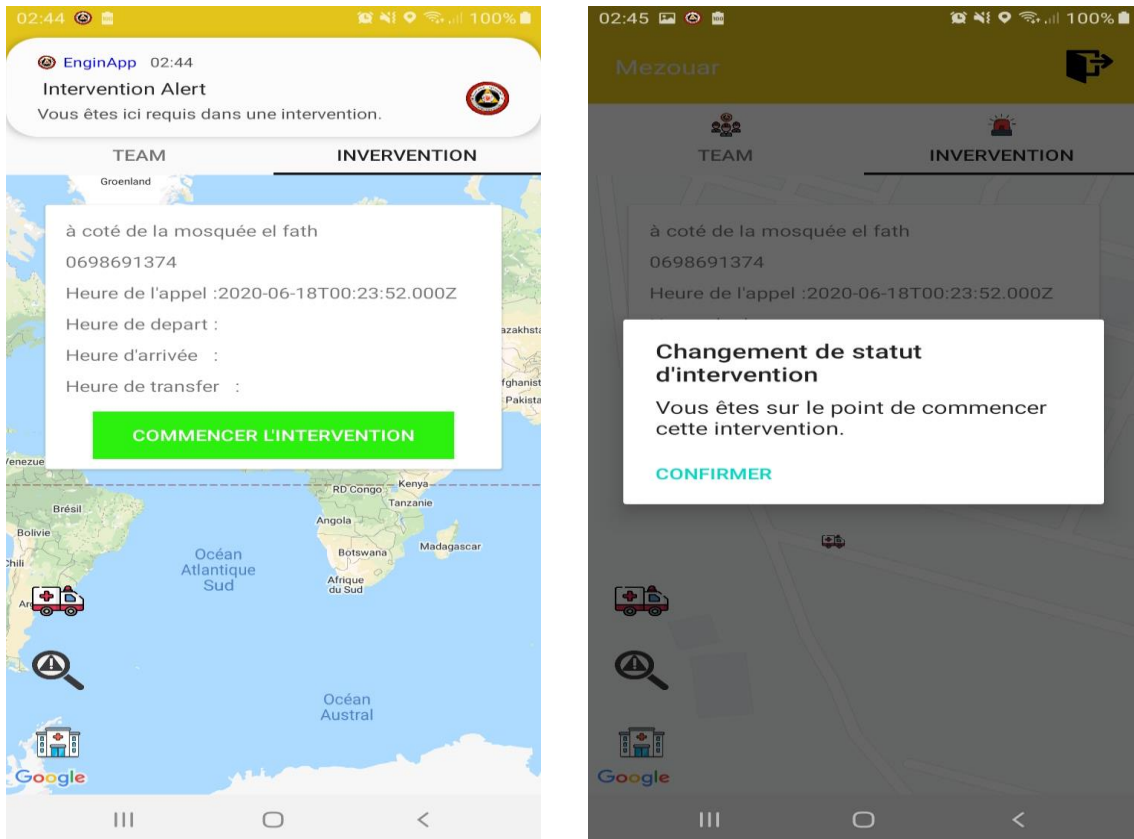 02:44
100%
EnginApp 02:44
Intervention Alert
Vous êtes ici requis dans une intervention.
TEAM
INVERVENTION
Groenland
à coté de la mosquée el fath
0698691374
Heure de l'appel :2020-06-18T00:23:52.000Z
Heure de depart :
Heure d'arrivée :
Heure de transfer :
COMMENCER L'INTERVENTION
azakhsta
fghanist
Pakista
Venezue
RD Congo
Kenya
Tanzanie
Brésil
Angola
Bolivie
Botswana
Madagascar
Chili
Océan
Atlantique
Sud
Afrique
du Sud
Océan
Austral
Google
02:45
100%
Mezouar
TEAM
INVERVENTION
à coté de la mosquée el fath
0698691374
Heure de l'appel :2020-06-18T00:23:52.000Z
Changement de statut
d'intervention
Vous êtes sur le point de commencer
cette intervention.
CONFIRMER
Google